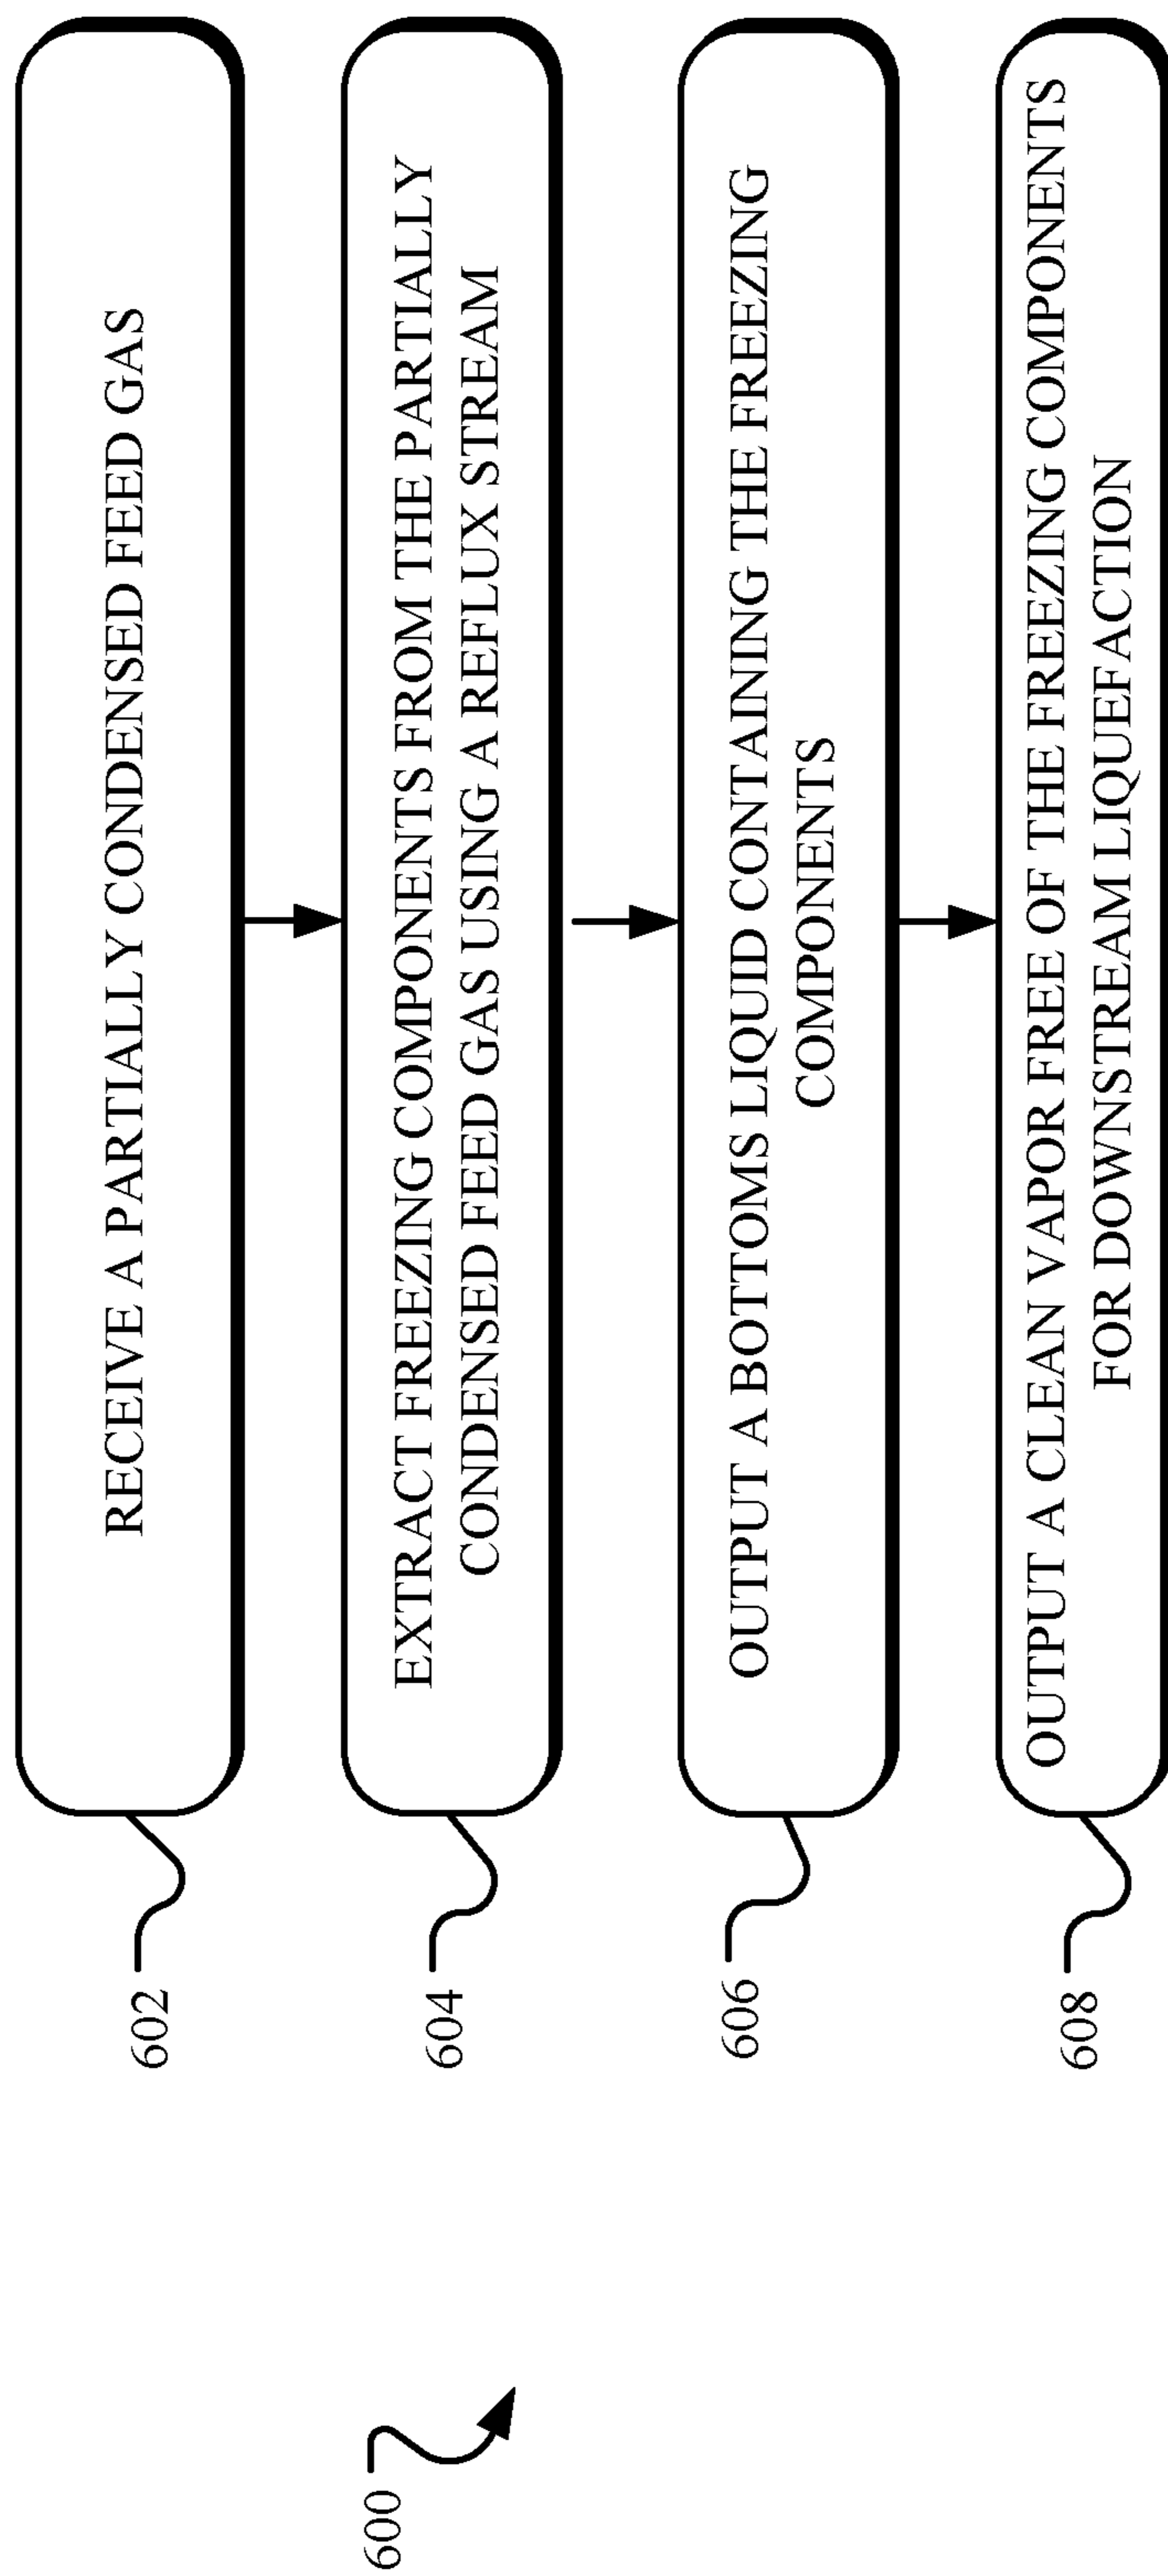 600
602
RECEIVE A PARTIALLY CONDENSED FEED GAS
604
EXTRACT FREEZING COMPONENTS FROM THE PARTIALLY
CONDENSED FEED GAS USING A REFLUX STREAM
606
OUTPUT A BOTTOMS LIQUID CONTAINING THE FREEZING
COMPONENTS
608
OUTPUT A CLEAN VAPOR FREE OF THE FREEZING COMPONENTS
FOR DOWNSTREAM LIQUEFACTION